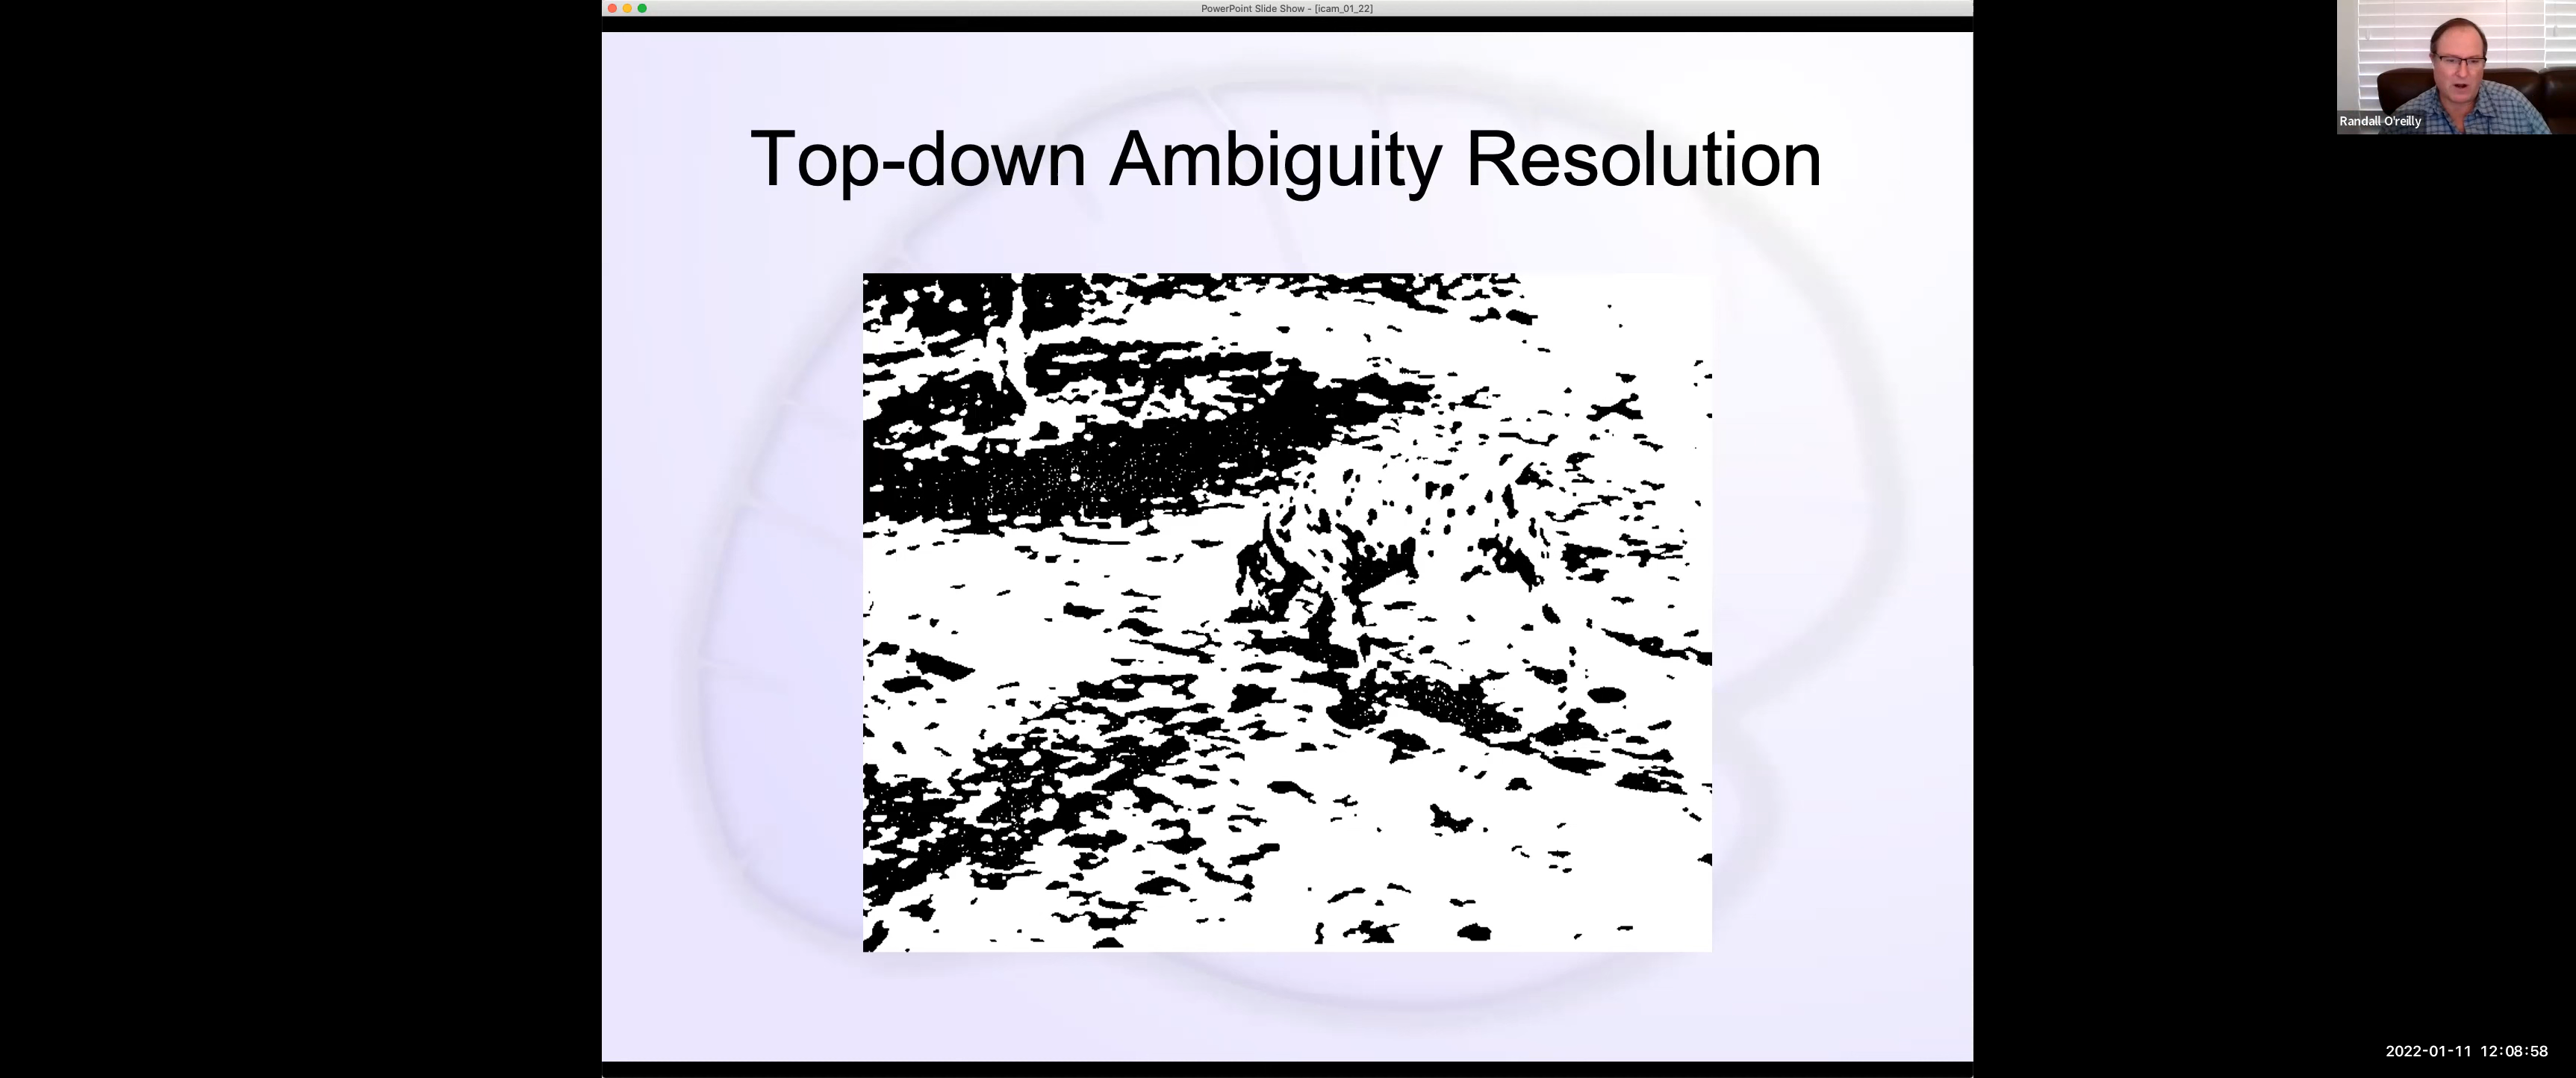 PowerPoint Slide Show - [icam_01_22]
Top-down Ambiguity Resolution
Randall O'reilly
2022-01-11 12:08:58